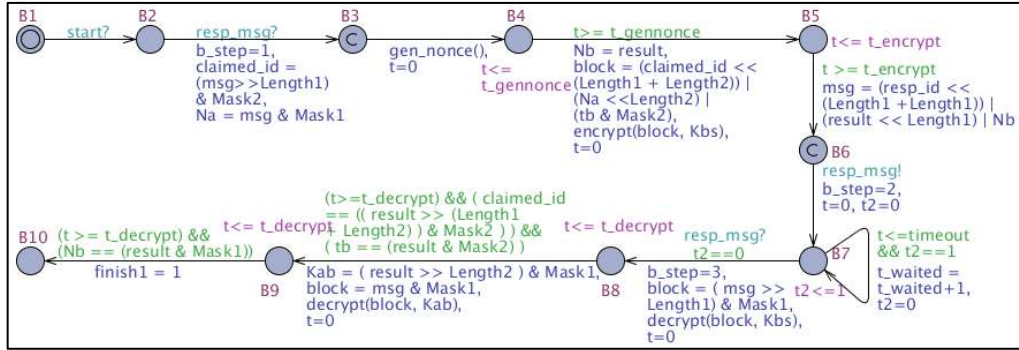 B1
start?
B2
resp_msg?
b_step=1,
claimed_id =
(msg>>Length1)
& Mask2,
Na = msg & Mask1
B3
C
gen_nonce(),
t=0
B4
t<=
t_gennonce
t>= t_gennonce
Nb = result,
block = (claimed_id <<
(Length1 + Length2)) |
(Na <<Length2) |
(tb & Mask2),
encrypt(block, Kbs),
t=0
B5
t<= t_encrypt
t >= t_encrypt
msg = (resp_id <<
(Length1 +Length1)) |
(result << Length1) | Nb
C
B6
resp_msg!
b_step=2,
t=0, t2=0
B7
t2<=1
t<=timeout
&& t2==1
t_waited =
t_waited+1,
t2=0
resp_msg?
t2==0
b_step=3,
block = ( msg >>
Length1) & Mask1,
decrypt(block, Kbs),
t=0
t<= t_decrypt
B8
(t>=t_decrypt) && ( claimed_id
== (( result >> (Length1
+ Length2) ) & Mask2 ) ) &&
( tb == (result & Mask2) )
Kab = ( result >> Length2 ) & Mask1,
block = msg & Mask1,
decrypt(block, Kab),
t=0
t<= t_decrypt
B9
(t >= t_decrypt) &&
(Nb == (result & Mask1))
finish1 = 1
B10